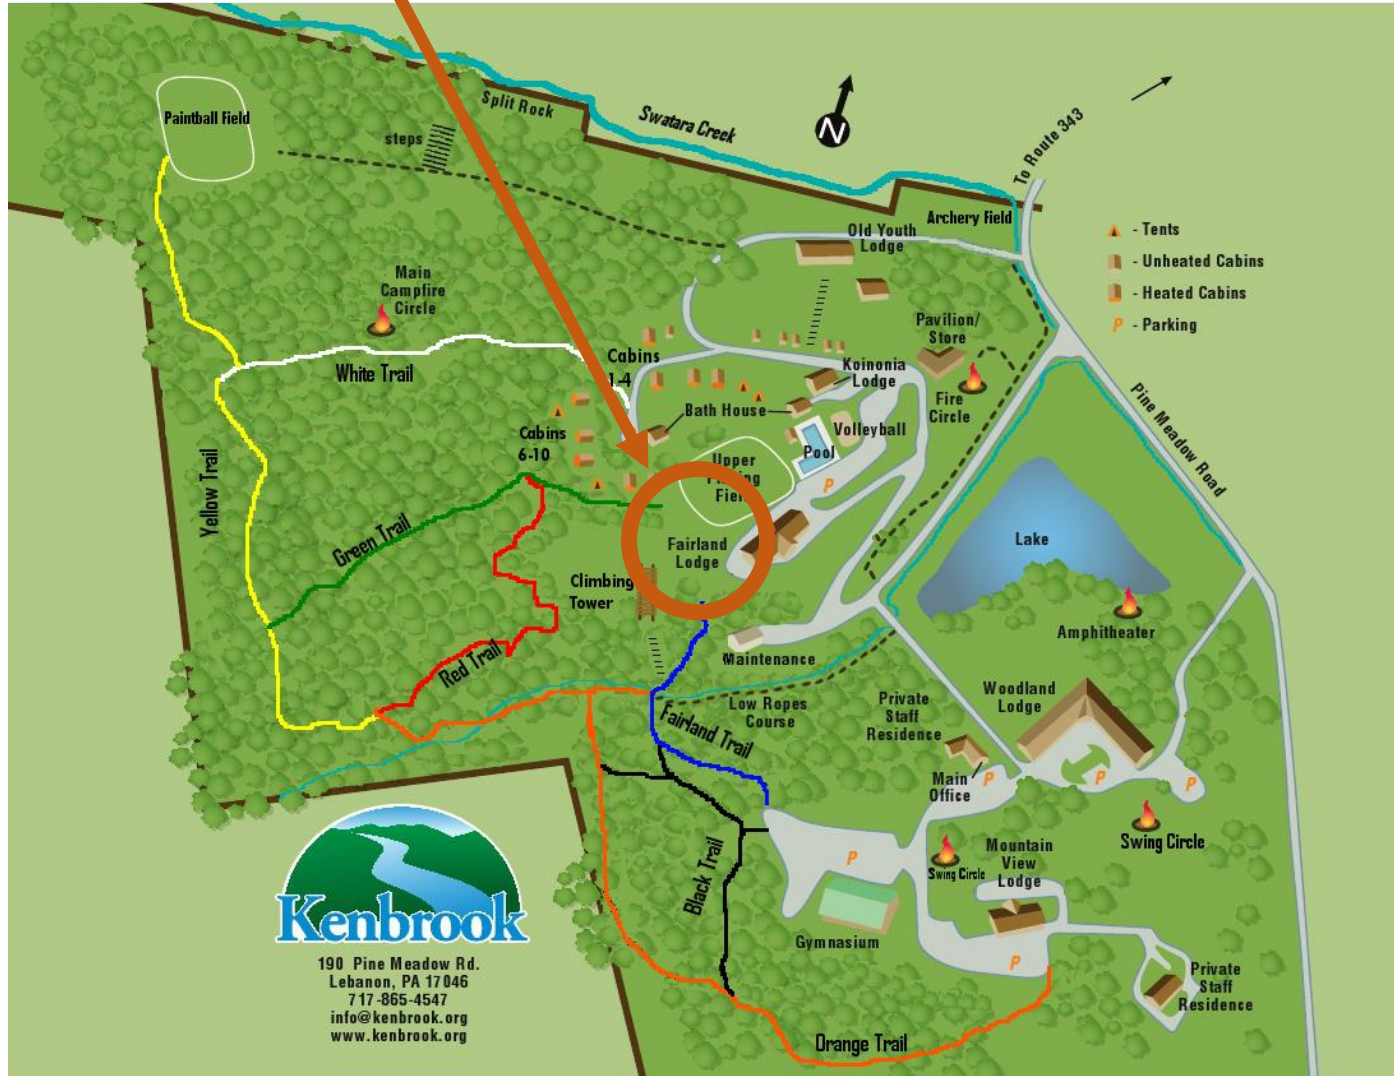 Paintball Field
steps
Split Rock
Swatara Creek
N
To Route 343
Archery Field
Old Youth
Lodge
- Tents
- Unheated Cabins
- Heated Cabins
P - Parking
Main
Campfire
Circle
Pavilion/
Store
White Trail
Cabins
1-4
Koinonia
Lodge
Fire
Circle
Bath House
Volleyball
Pool
Pine Meadow Road
Cabins
6-10
Upper
Field
P
Yellow Trail
Green Trail
Fairland
Lodge
Lake
Climbing
Tower
Amphitheater
Red Trail
Maintenance
Low Ropes
Course
Private
Staff
Residence
Woodland
Lodge
Fairland Trail
Main
Office
P
P
P
Swing Circle
Swing Circle
Mountain
View
Lodge
P
Black Trail
Gymnasium
P
Private
Staff
Residence
Orange Trail
Kenbrook
190 Pine Meadow Rd.
Lebanon, PA 17046
717-865-4547
info@kenbrook.org
www.kenbrook.org